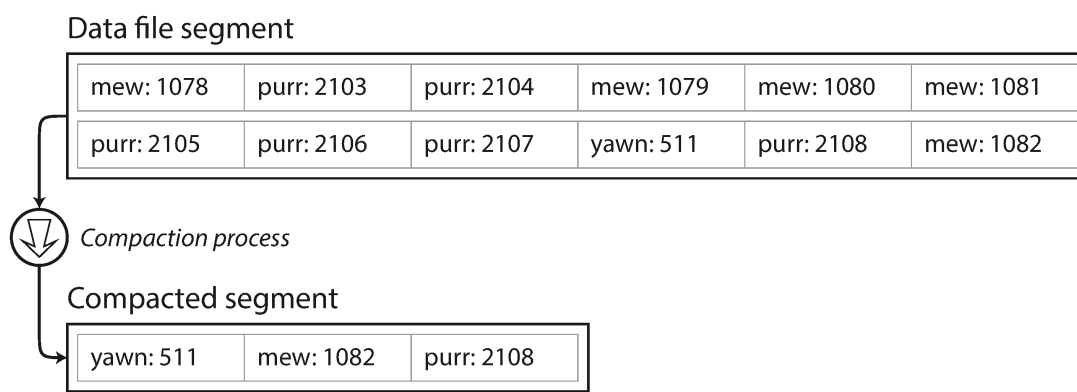 Data file segment
mew: 1078 purr: 2103 purr: 2104 mew: 1079 mew: 1080 mew: 1081
purr: 2105 purr: 2106 purr: 2107 yawn: 511 purr: 2108 mew: 1082
Compaction process
Compacted segment
yawn: 511 mew: 1082 purr: 2108